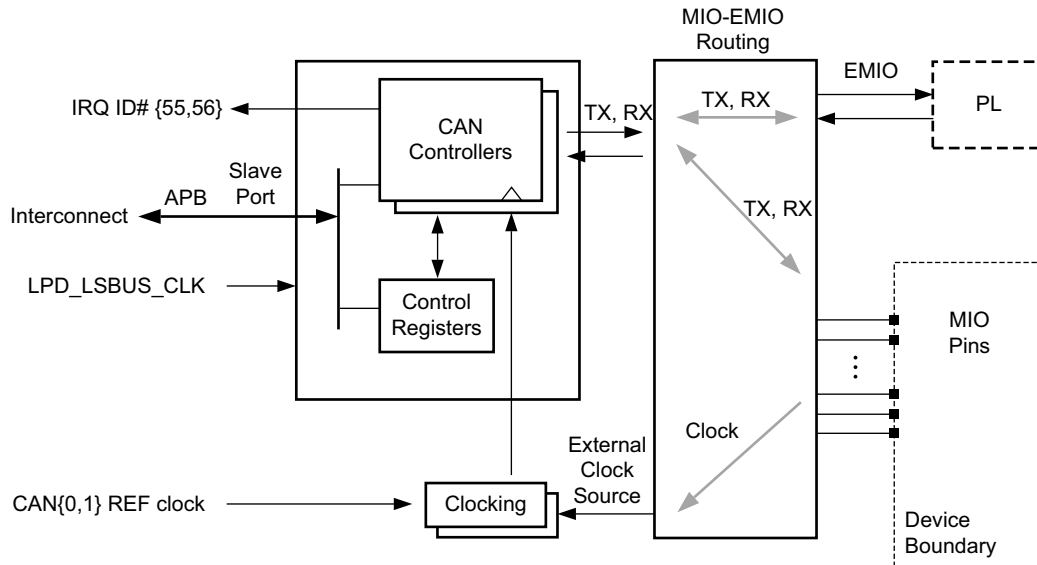 MIO-EMIO
Routing
IRQ ID# {55,56}
CAN
Controllers
TX, RX
TX, RX
EMIO
PL
Slave
Port
APB
Interconnect
TX, RX
LPD_LSBUS_CLK
Control
Registers
MIO
Pins
Clock
External
Clock
Source
CAN{0,1} REF clock
Clocking
Device
Boundary